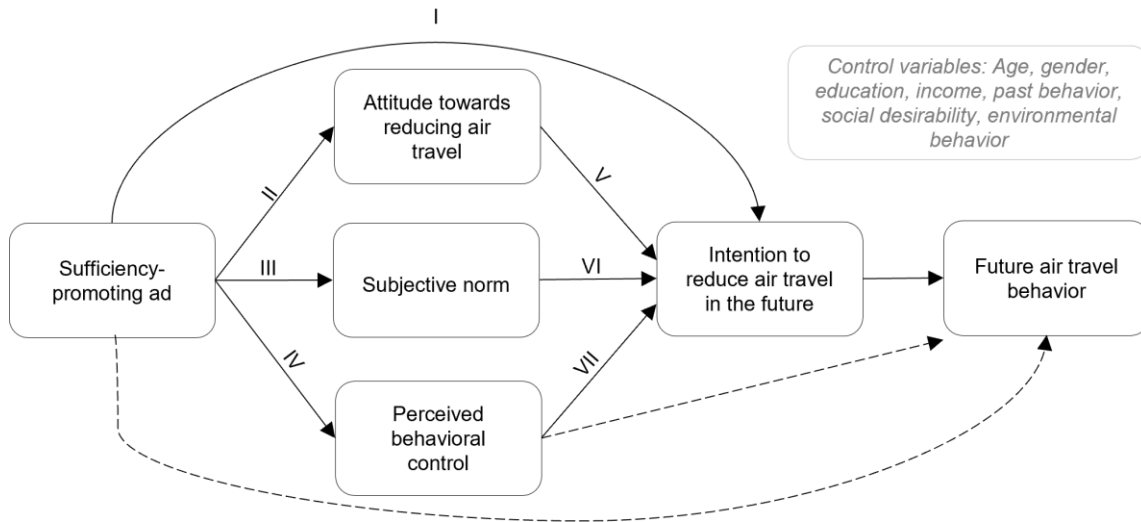 I
Control variables: Age, gender,
education, income, past behavior,
social desirability, environmental
behavior
Attitude towards
reducing air
travel
II
V
Sufficiency-
promoting ad
III
Subjective norm
VI
Intention to
reduce air travel
in the future
Future air travel
behavior
IV
VII
Perceived
behavioral
control